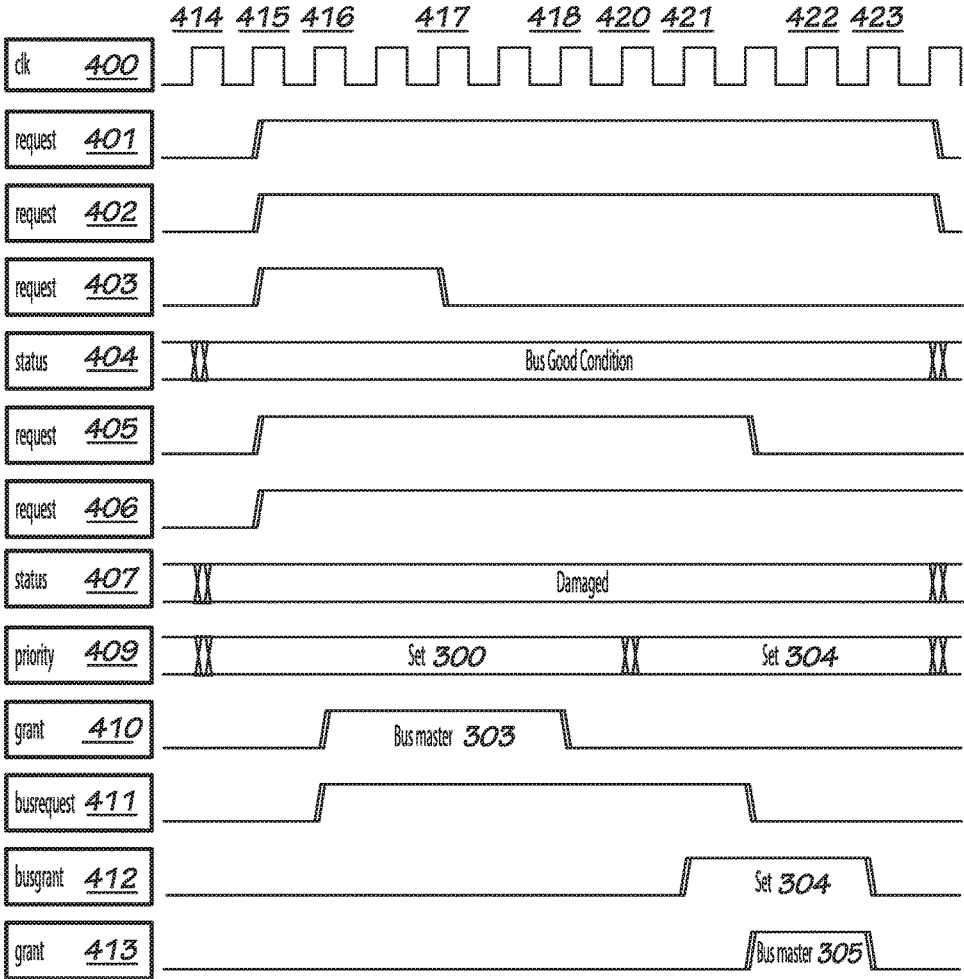 414 415 416 417 418 420 421 422 423
clk 400
request 401
request 402
request 403
status 404 Bus Good Condition
request 405
request 406
status 407 Damaged
priority 409 Set 300 Set 304
grant 410 Bus master 303
busrequest 411
busgrant 412 Set 304
grant 413 Bus master 305